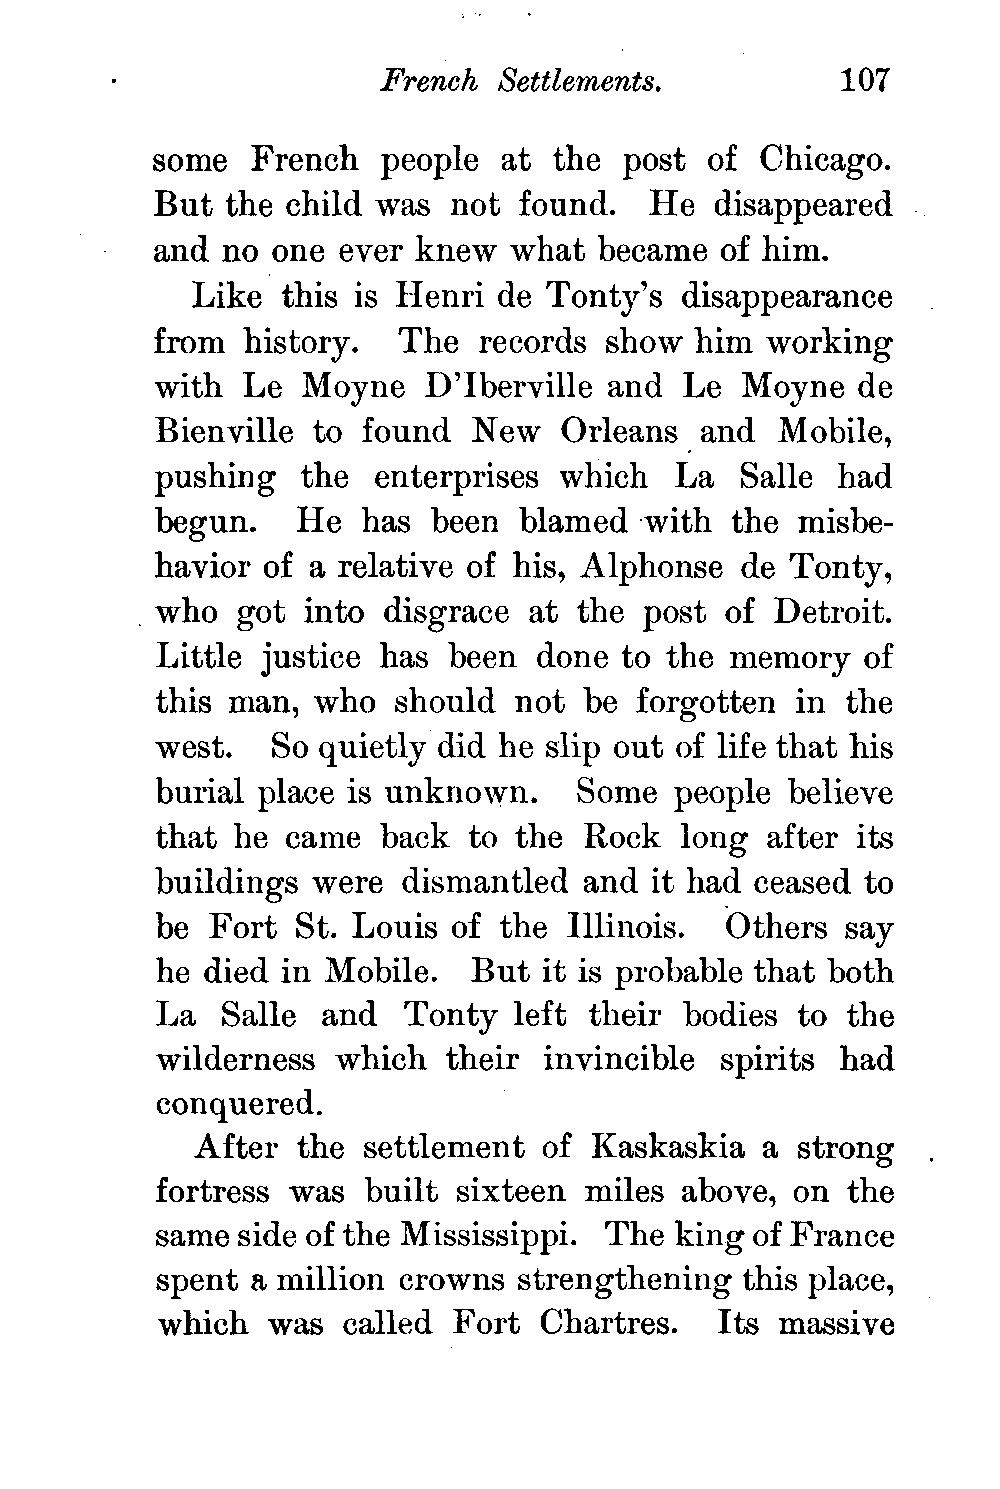 French Settlements. 107
some French people at the post of Chicago.
But the child was not found. He disappeared
and no one ever knew what became of him.
Like this is Henri de Tonty's disappearance
from history. The records show him working
with Le Moyne D'Iberville and Le Moyne de
Bienville to found New Orleans and Mobile,
pushing the enterprises which La Salle had
begun. He has been blamed with the misbe-
havior of a relative of his, Alphonse de Tonty,
who got into disgrace at the post of Detroit.
Little justice has been done to the memory of
this man, who should not be forgotten in the
west. So quietly did he slip out of life that his
burial place is unknown. Some people believe
that he came back to the Rock long after its
buildings were dismantled and it had ceased to
be Fort St. Louis of the Illinois. Others say
he died in Mobile. But it is probable that both
La Salle and Tonty left their bodies to the
wilderness which their invincible spirits had
conquered.
After the settlement of Kaskaskia a strong
fortress was built sixteen miles above, on the
same side of the Mississippi. The king of France
spent a million crowns strengthening this place,
which was called Fort Chartres. Its massive